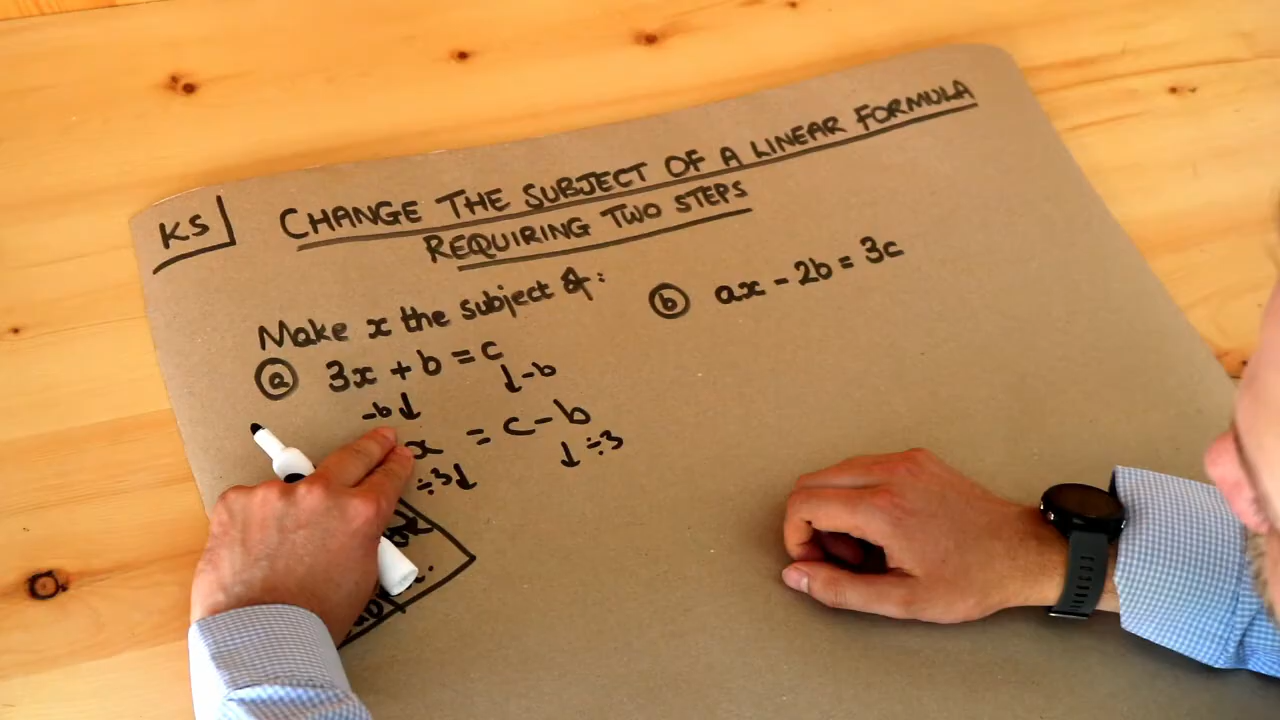 KS
CHANGE THE SUBJECT OF A LINEAR FORMULA
REQUIRING TWO STEPS
Make x the subject of:
ⓐ 3x + b = c
-b↓ ↓-b
x = c - b
÷3↓ ↓÷3
ⓑ ax - 2b = 3c